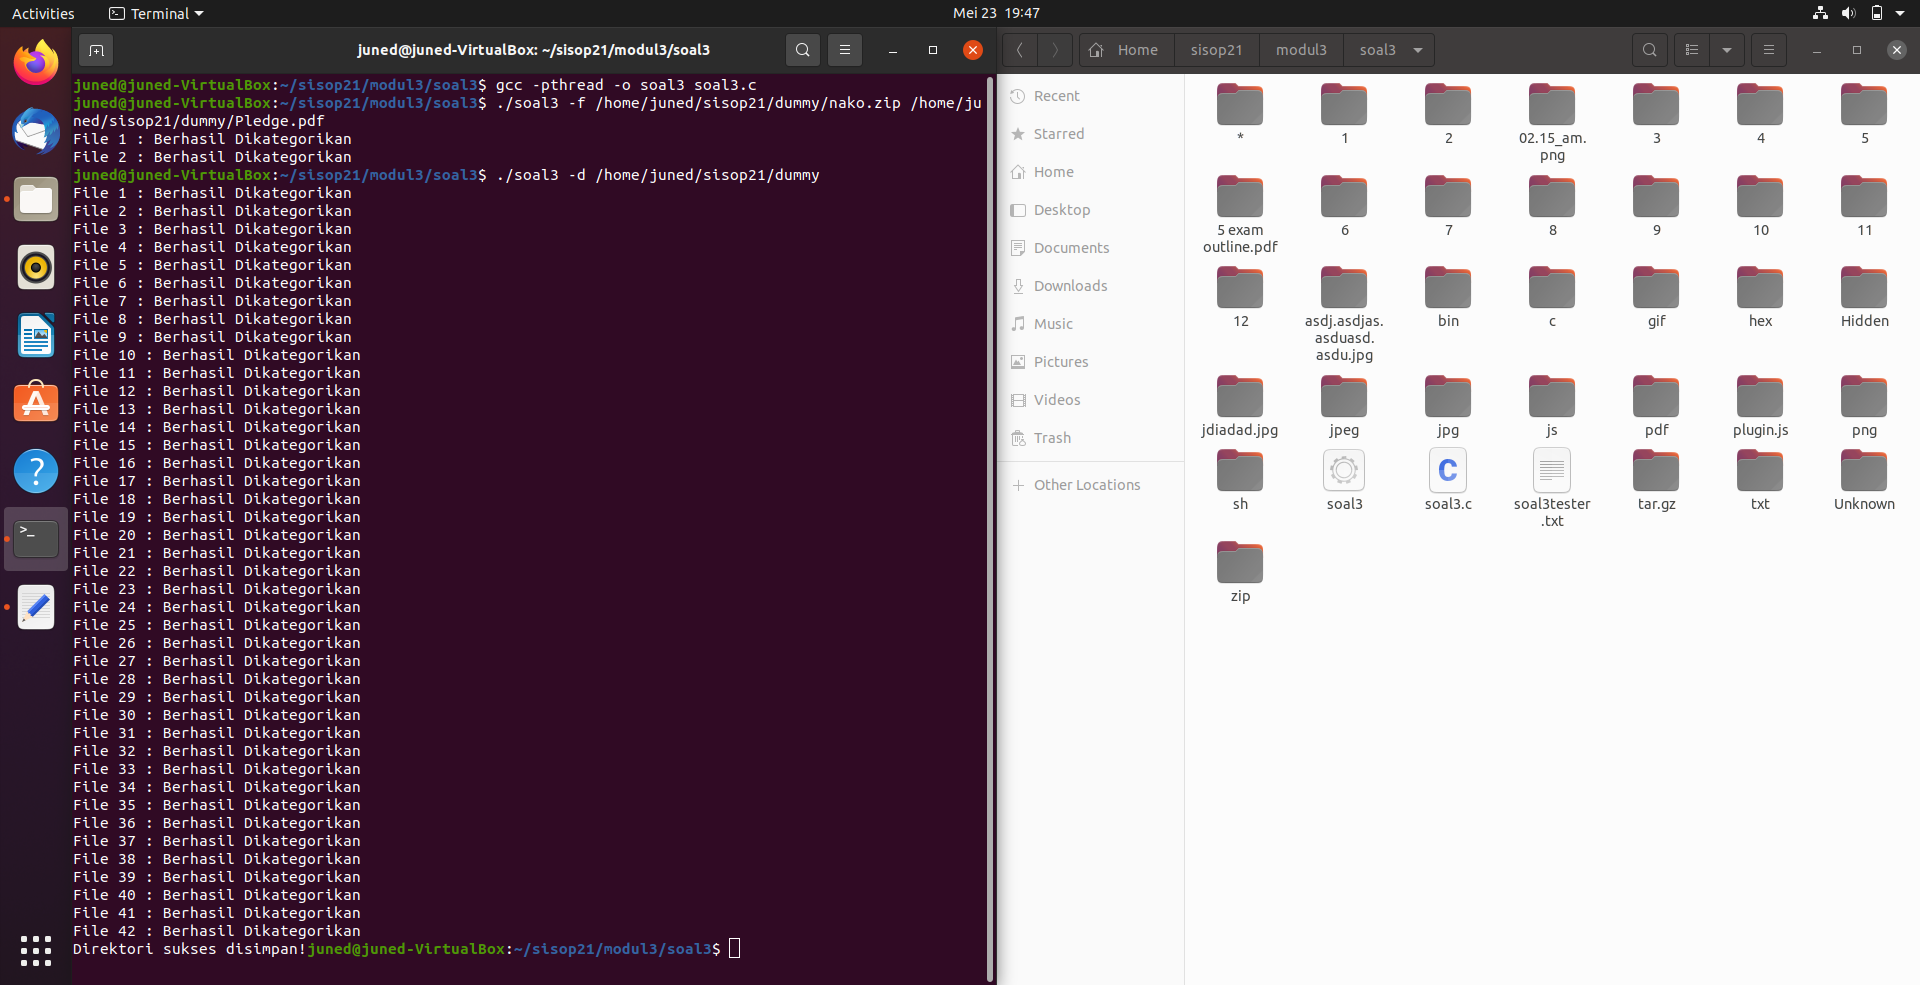 Activities
Terminal
Mei 23 19:47
juned@juned-VirtualBox: ~/sisop21/modul3/soal3
juned@juned-VirtualBox:~/sisop21/modul3/soal3$ gcc -pthread -o soal3 soal3.c
juned@juned-VirtualBox:~/sisop21/modul3/soal3$ ./soal3 -f /home/juned/sisop21/dummy/nako.zip /home/ju
ned/sisop21/dummy/Pledge.pdf
File 1 : Berhasil Dikategorikan
File 2 : Berhasil Dikategorikan
juned@juned-VirtualBox:~/sisop21/modul3/soal3$ ./soal3 -d /home/juned/sisop21/dummy
File 1 : Berhasil Dikategorikan
File 2 : Berhasil Dikategorikan
File 3 : Berhasil Dikategorikan
File 4 : Berhasil Dikategorikan
File 5 : Berhasil Dikategorikan
File 6 : Berhasil Dikategorikan
File 7 : Berhasil Dikategorikan
File 8 : Berhasil Dikategorikan
File 9 : Berhasil Dikategorikan
File 10 : Berhasil Dikategorikan
File 11 : Berhasil Dikategorikan
File 12 : Berhasil Dikategorikan
File 13 : Berhasil Dikategorikan
File 14 : Berhasil Dikategorikan
File 15 : Berhasil Dikategorikan
File 16 : Berhasil Dikategorikan
File 17 : Berhasil Dikategorikan
File 18 : Berhasil Dikategorikan
File 19 : Berhasil Dikategorikan
File 20 : Berhasil Dikategorikan
File 21 : Berhasil Dikategorikan
File 22 : Berhasil Dikategorikan
File 23 : Berhasil Dikategorikan
File 24 : Berhasil Dikategorikan
File 25 : Berhasil Dikategorikan
File 26 : Berhasil Dikategorikan
File 27 : Berhasil Dikategorikan
File 28 : Berhasil Dikategorikan
File 29 : Berhasil Dikategorikan
File 30 : Berhasil Dikategorikan
File 31 : Berhasil Dikategorikan
File 32 : Berhasil Dikategorikan
File 33 : Berhasil Dikategorikan
File 34 : Berhasil Dikategorikan
File 35 : Berhasil Dikategorikan
File 36 : Berhasil Dikategorikan
File 37 : Berhasil Dikategorikan
File 38 : Berhasil Dikategorikan
File 39 : Berhasil Dikategorikan
File 40 : Berhasil Dikategorikan
File 41 : Berhasil Dikategorikan
File 42 : Berhasil Dikategorikan
Direktori sukses disimpan!juned@juned-VirtualBox:~/sisop21/modul3/soal3$
Home sisop21 modul3 soal3
Recent
Starred
Home
Desktop
Documents
Downloads
Music
Pictures
Videos
Trash
Other Locations
* 1 2 02.15_am. 3 4 5
png
5 exam 6 7 8 9 10 11
outline.pdf
12 asdj.asdjas. bin c gif hex Hidden
asduasd.
asdu.jpg
jdiadad.jpg jpeg jpg js pdf plugin.js png
sh soal3 soal3.c soal3tester tar.gz txt Unknown
.txt
zip